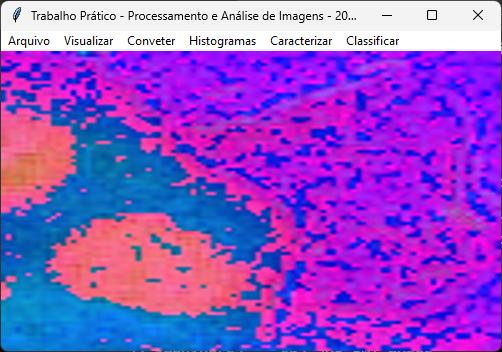 Trabalho Prático - Processamento e Análise de Imagens - 20...
Arquivo Visualizar Conveter Histogramas Caracterizar Classificar